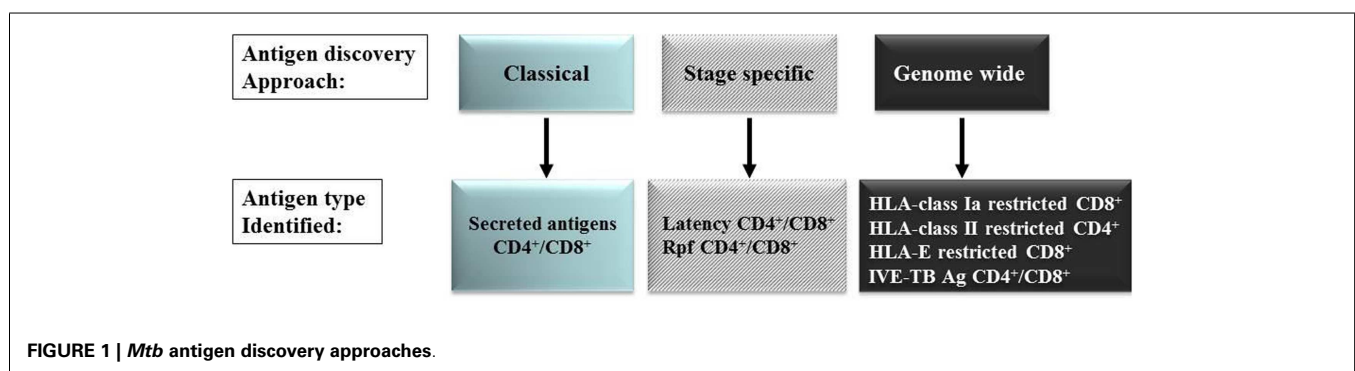 Antigen discovery
Approach:
Classical
Stage specific
Genome wide
Antigen type
Identified:
Secreted antigens
CD4⁺/CD8⁺
Latency CD4⁺/CD8⁺
Rpf CD4⁺/CD8⁺
HLA-class Ia restricted CD8⁺
HLA-class II restricted CD4⁺
HLA-E restricted CD8⁺
IVE-TB Ag CD4⁺/CD8⁺
FIGURE 1 | Mtb antigen discovery approaches.